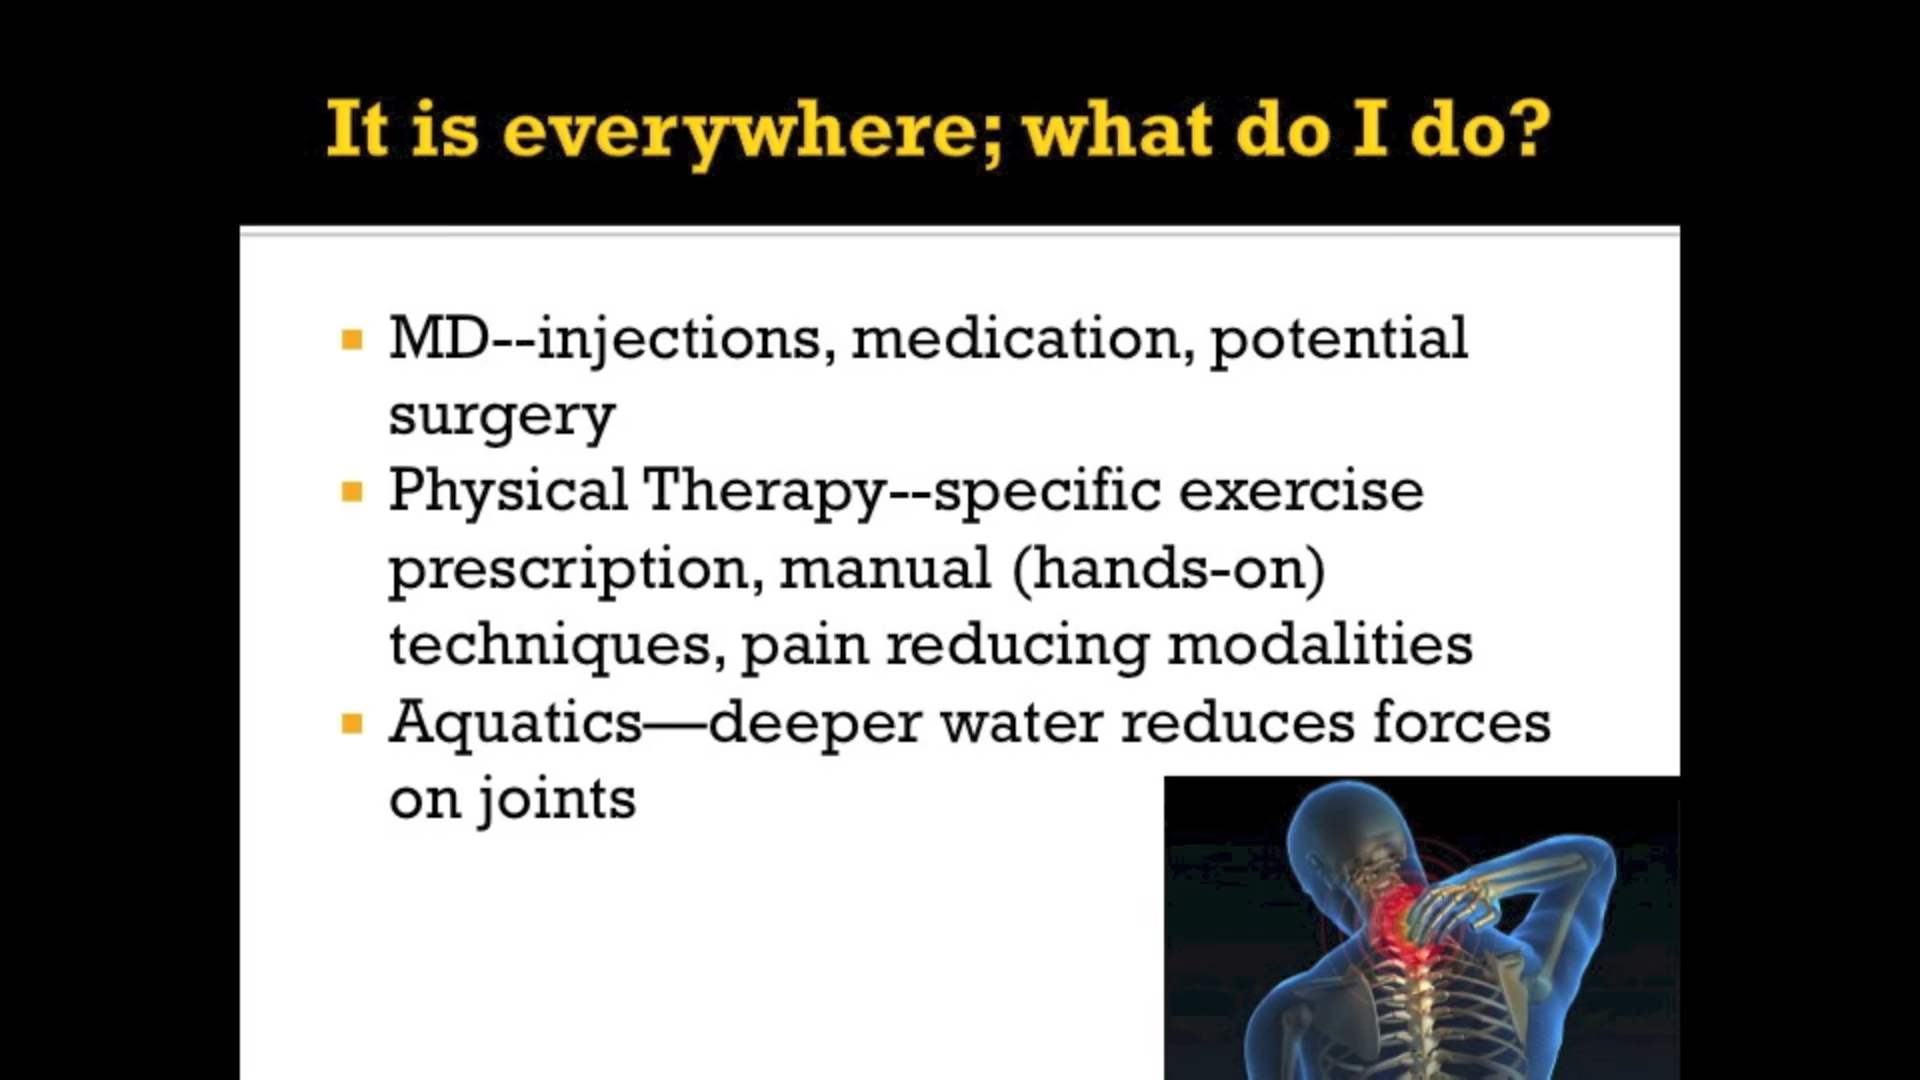 It is everywhere; what do I do?
MD--injections, medication, potential
surgery
Physical Therapy--specific exercise
prescription, manual (hands-on)
techniques, pain reducing modalities
Aquatics—deeper water reduces forces
on joints